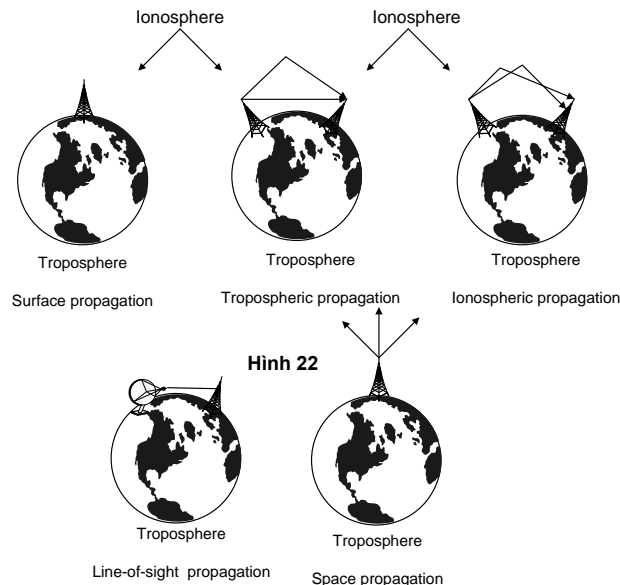 Ionosphere
Ionosphere
Troposphere
Troposphere
Troposphere
Surface propagation
Tropospheric propagation
Ionospheric propagation
Hình 22
Troposphere
Troposphere
Line-of-sight propagation
Space propagation